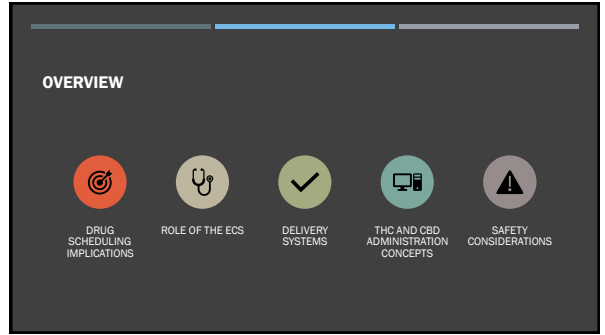 OVERVIEW
DRUG
SCHEDULING
IMPLICATIONS
ROLE OF THE ECS
DELIVERY
SYSTEMS
THC AND CBD
ADMINISTRATION
CONCEPTS
SAFETY
CONSIDERATIONS